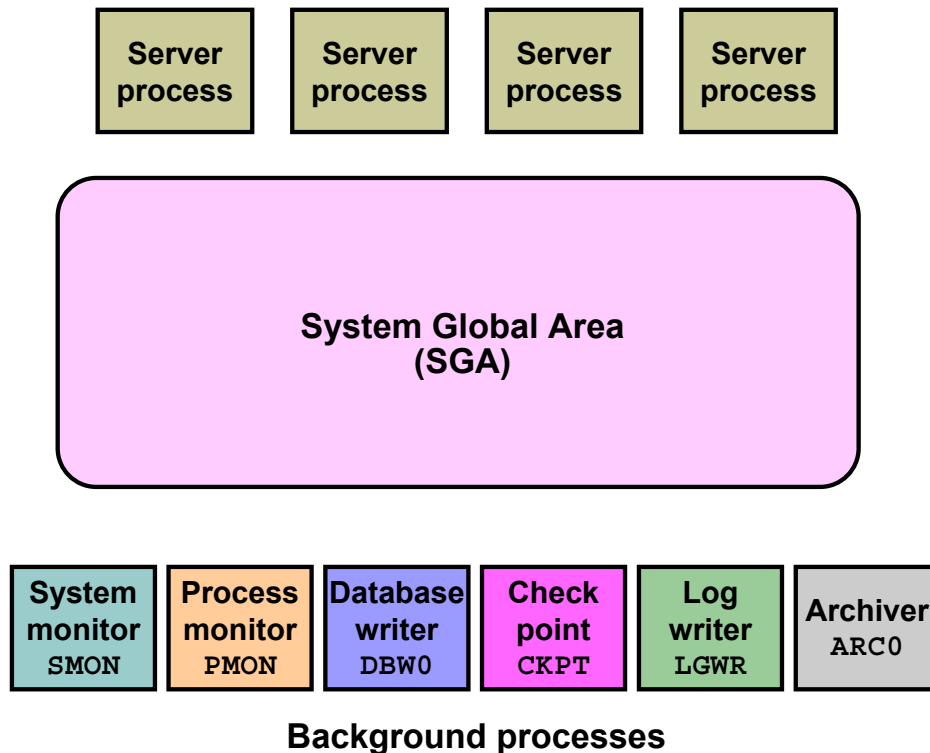 Server
process
Server
process
Server
process
Server
process
System Global Area
(SGA)
System
monitor
SMON
Process
monitor
PMON
Database
writer
DBW0
Check
point
CKPT
Log
writer
LGWR
Archiver
ARC0
Background processes